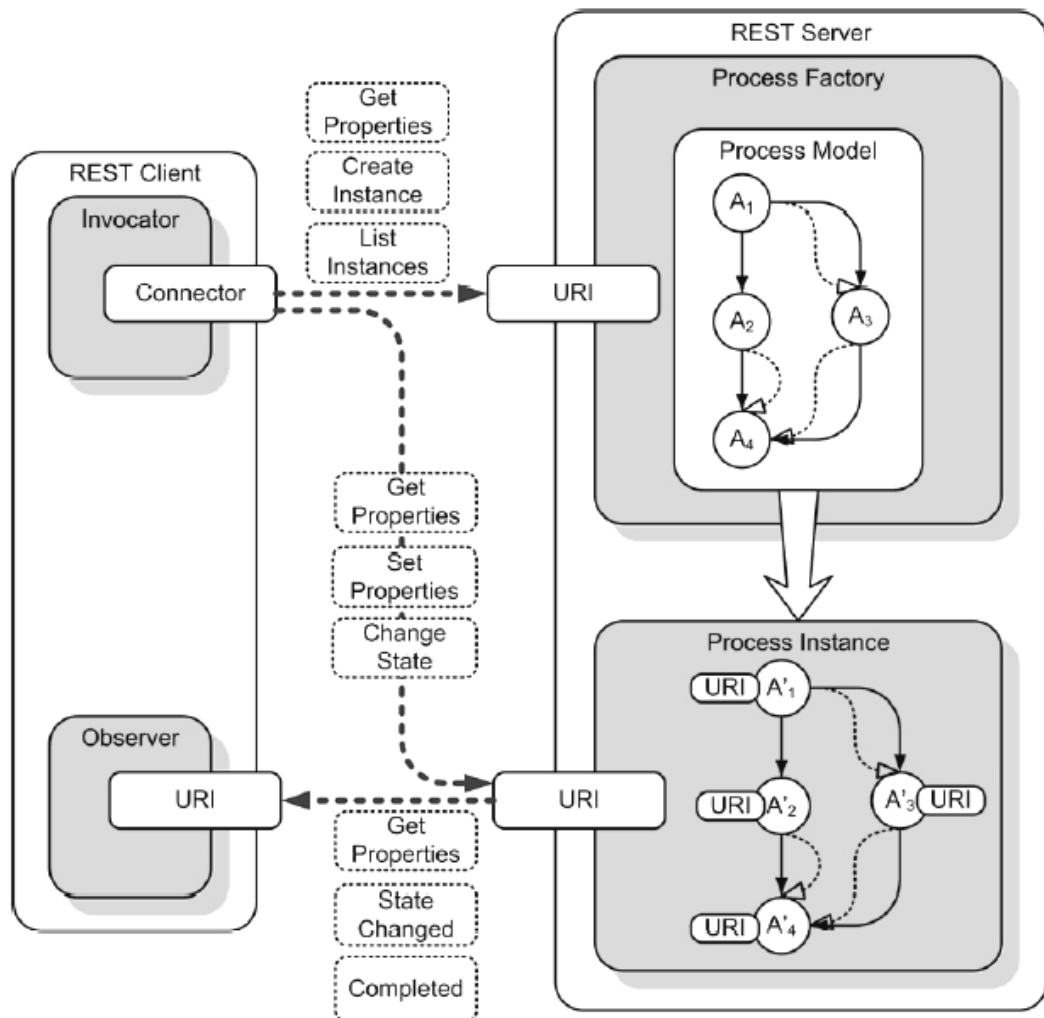 REST Server
Process Factory
Process Model
A1
A2
A3
A4
Get
Properties
Create
Instance
List
Instances
REST Client
Invocator
Connector
URI
Get
Properties
Set
Properties
Change
State
Process Instance
URI
A'1
URI
A'2
A'3
URI
URI
A'4
Observer
URI
URI
Get
Properties
State
Changed
Completed